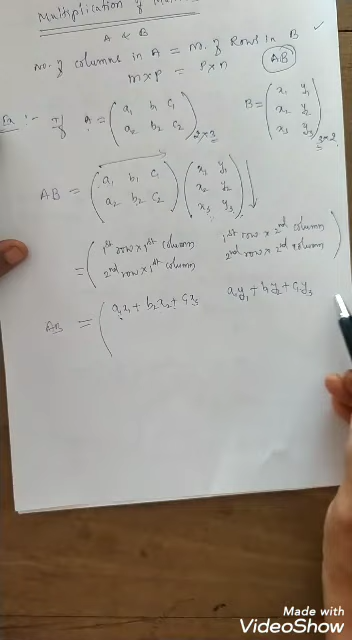 Multiplication of
A & B
No. of columns in A = No. of Rows in B ✓
m×p = p×n AB
Ex :- If A = (a₁ b₁ c₁ B = (x₁ y₁
a₂ b₂ c₂)₂×₃ x₂ y₂
x₃ y₃)₃×₂
AB = (a₁ b₁ c₁ (x₁ y₁
a₂ b₂ c₂) x₂ y₂
x₃ y₃)
= (1st row × 1st column 1st row × 2nd column
2nd row × 1st column 2nd row × 2nd column)
AB = (a₁x₁ + b₂x₂ + c₁x₃ a₁y₁ + b₁y₂ + c₁y₃
Made with
VideoShow